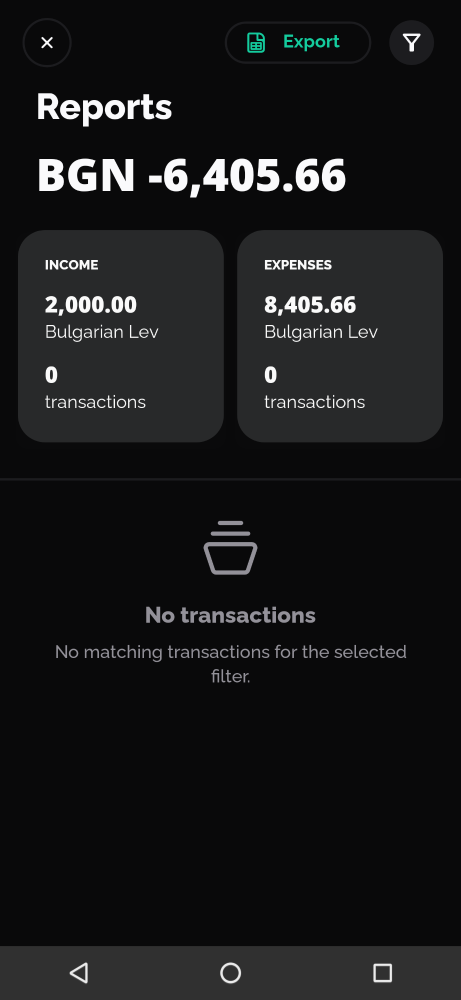 Export
Reports
BGN -6,405.66
INCOME
2,000.00
Bulgarian Lev
0
transactions
EXPENSES
8,405.66
Bulgarian Lev
0
transactions
No transactions
No matching transactions for the selected
filter.